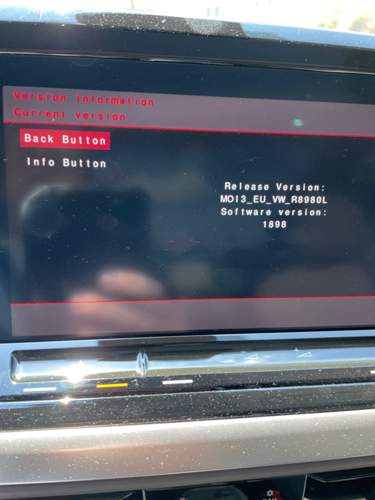 Version information
Current version
Back Button
Info Button
Release Version:
MOI3_EU_VW_R8980L
Software version:
1898